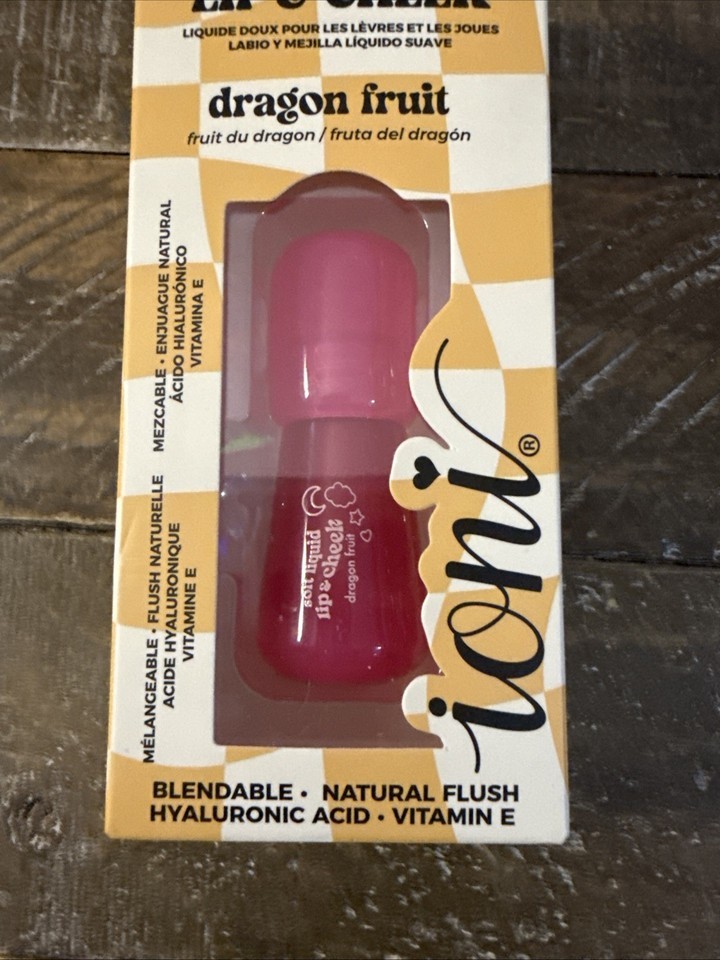 LIP & CHEEK
LIQUIDE DOUX POUR LES LÈVRES ET LES JOUES
LABIO Y MEJILLA LÍQUIDO SUAVE
dragon fruit
fruit du dragon / fruta del dragón
MEZCABLE • ENJUAGUE NATURAL
ÁCIDO HIALURÓNICO
VITAMINA E
MÉLANGEABLE • FLUSH NATURELLE
ACIDE HYALURONIQUE
VITAMINE E
soft liquid
lip & cheek
dragon fruit
ioni®
BLENDABLE • NATURAL FLUSH
HYALURONIC ACID • VITAMIN E